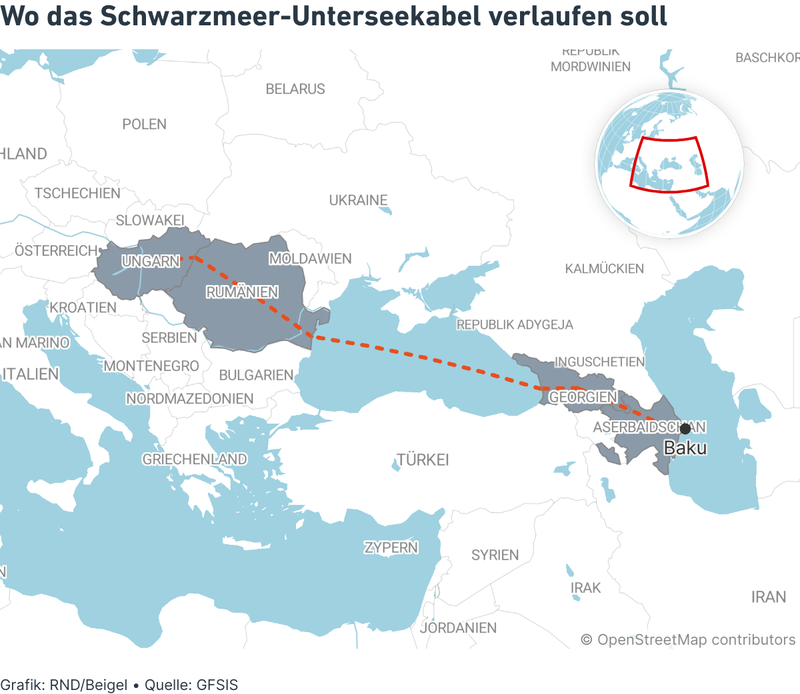 Wo das Schwarzmeer-Unterseekabel verlaufen soll
REPUBLIK
MORDWINIEN
BASCHKOR
BELARUS
POLEN
HLAND
TSCHECHIEN
UKRAINE
SLOWAKEI
ÖSTERREICH
UNGARN
MOLDAWIEN
KALMÜCKIEN
RUMÄNIEN
KROATIEN
REPUBLIK ADYGEJA
SERBIEN
AN MARINO
INGUSCHETIEN
MONTENEGRO
ITALIEN
BULGARIEN
NORDMAZEDONIEN
GEORGIEN
ASERBAIDSCHAN
Baku
GRIECHENLAND
TÜRKEI
ZYPERN
SYRIEN
N
IRAK
IRAN
JORDANIEN
© OpenStreetMap contributors
Grafik: RND/Beigel • Quelle: GFSIS